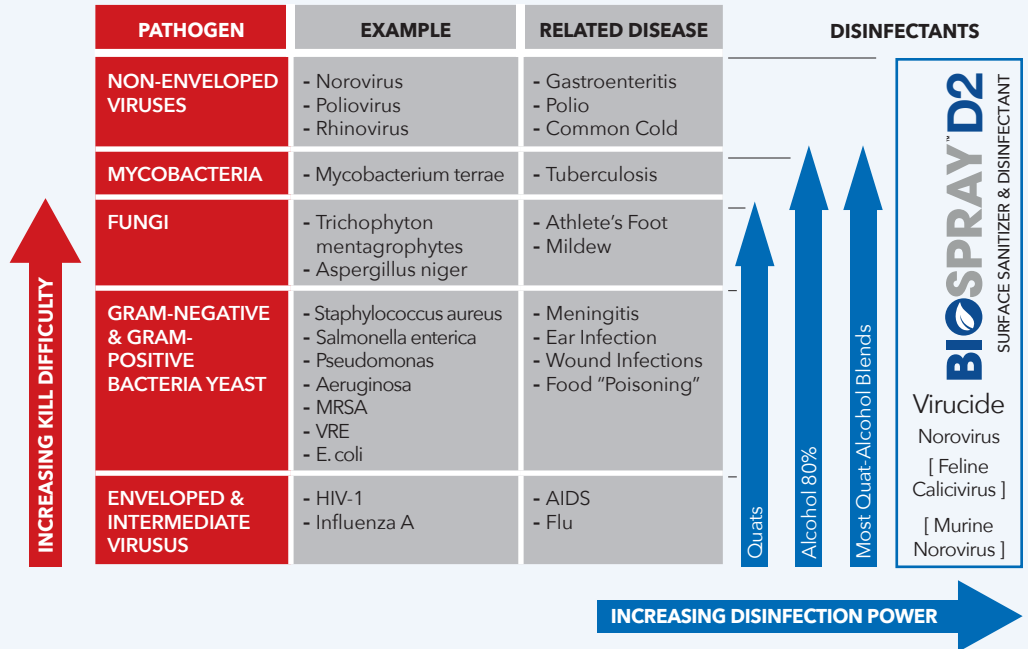 PATHOGEN
EXAMPLE
RELATED DISEASE
DISINFECTANTS
NON-ENVELOPED
VIRUSES
- Norovirus
- Poliovirus
- Rhinovirus
- Gastroenteritis
- Polio
- Common Cold
MYCOBACTERIA
- Mycobacterium terrae
- Tuberculosis
FUNGI
- Trichophyton
mentagrophytes
- Aspergillus niger
- Athlete's Foot
- Mildew
GRAM-NEGATIVE
& GRAM-
POSITIVE
BACTERIA YEAST
- Staphylococcus aureus
- Salmonella enterica
- Pseudomonas
- Aeruginosa
- MRSA
- VRE
- E. coli
- Meningitis
- Ear Infection
- Wound Infections
- Food “Poisoning”
ENVELOPED &
INTERMEDIATE
VIRUSUS
- HIV-1
- Influenza A
- AIDS
- Flu
INCREASING KILL DIFFICULTY
Quats
Alcohol 80%
Most Quat-Alcohol Blends
BIOSPRAY™ D2
SURFACE SANITIZER & DISINFECTANT
Virucide
Norovirus
[ Feline
Calicivirus ]
[ Murine
Norovirus ]
INCREASING DISINFECTION POWER